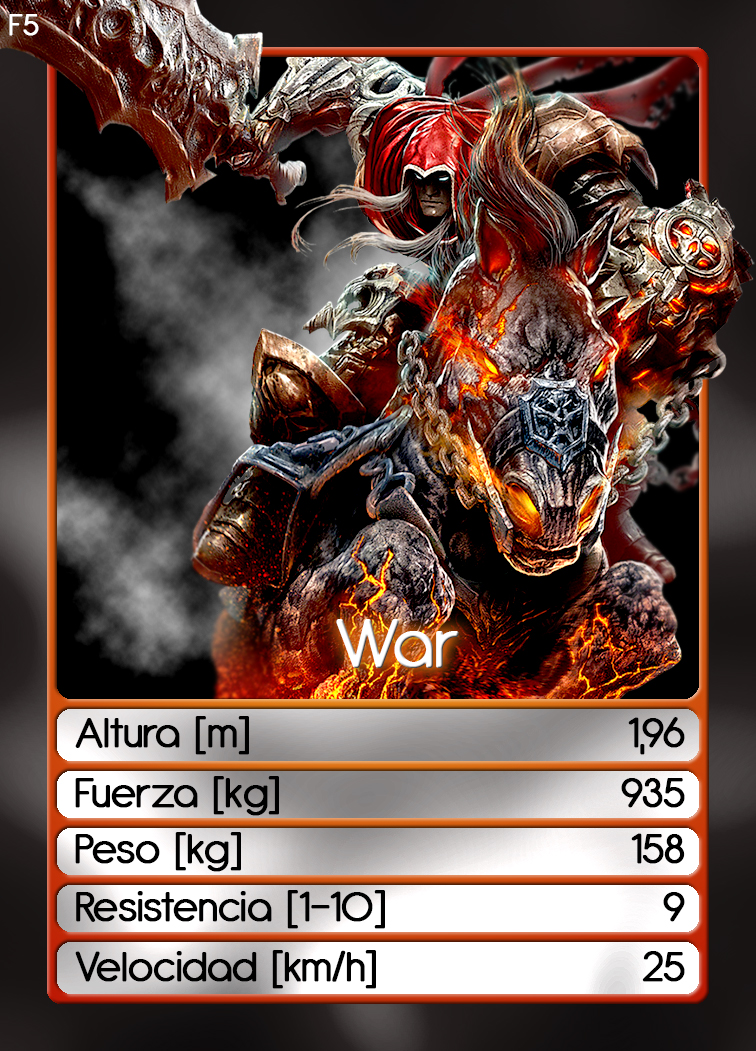 F5
War
Altura [m] 1,96
Fuerza [kg] 935
Peso [kg] 158
Resistencia [1-10] 9
Velocidad [km/h] 25